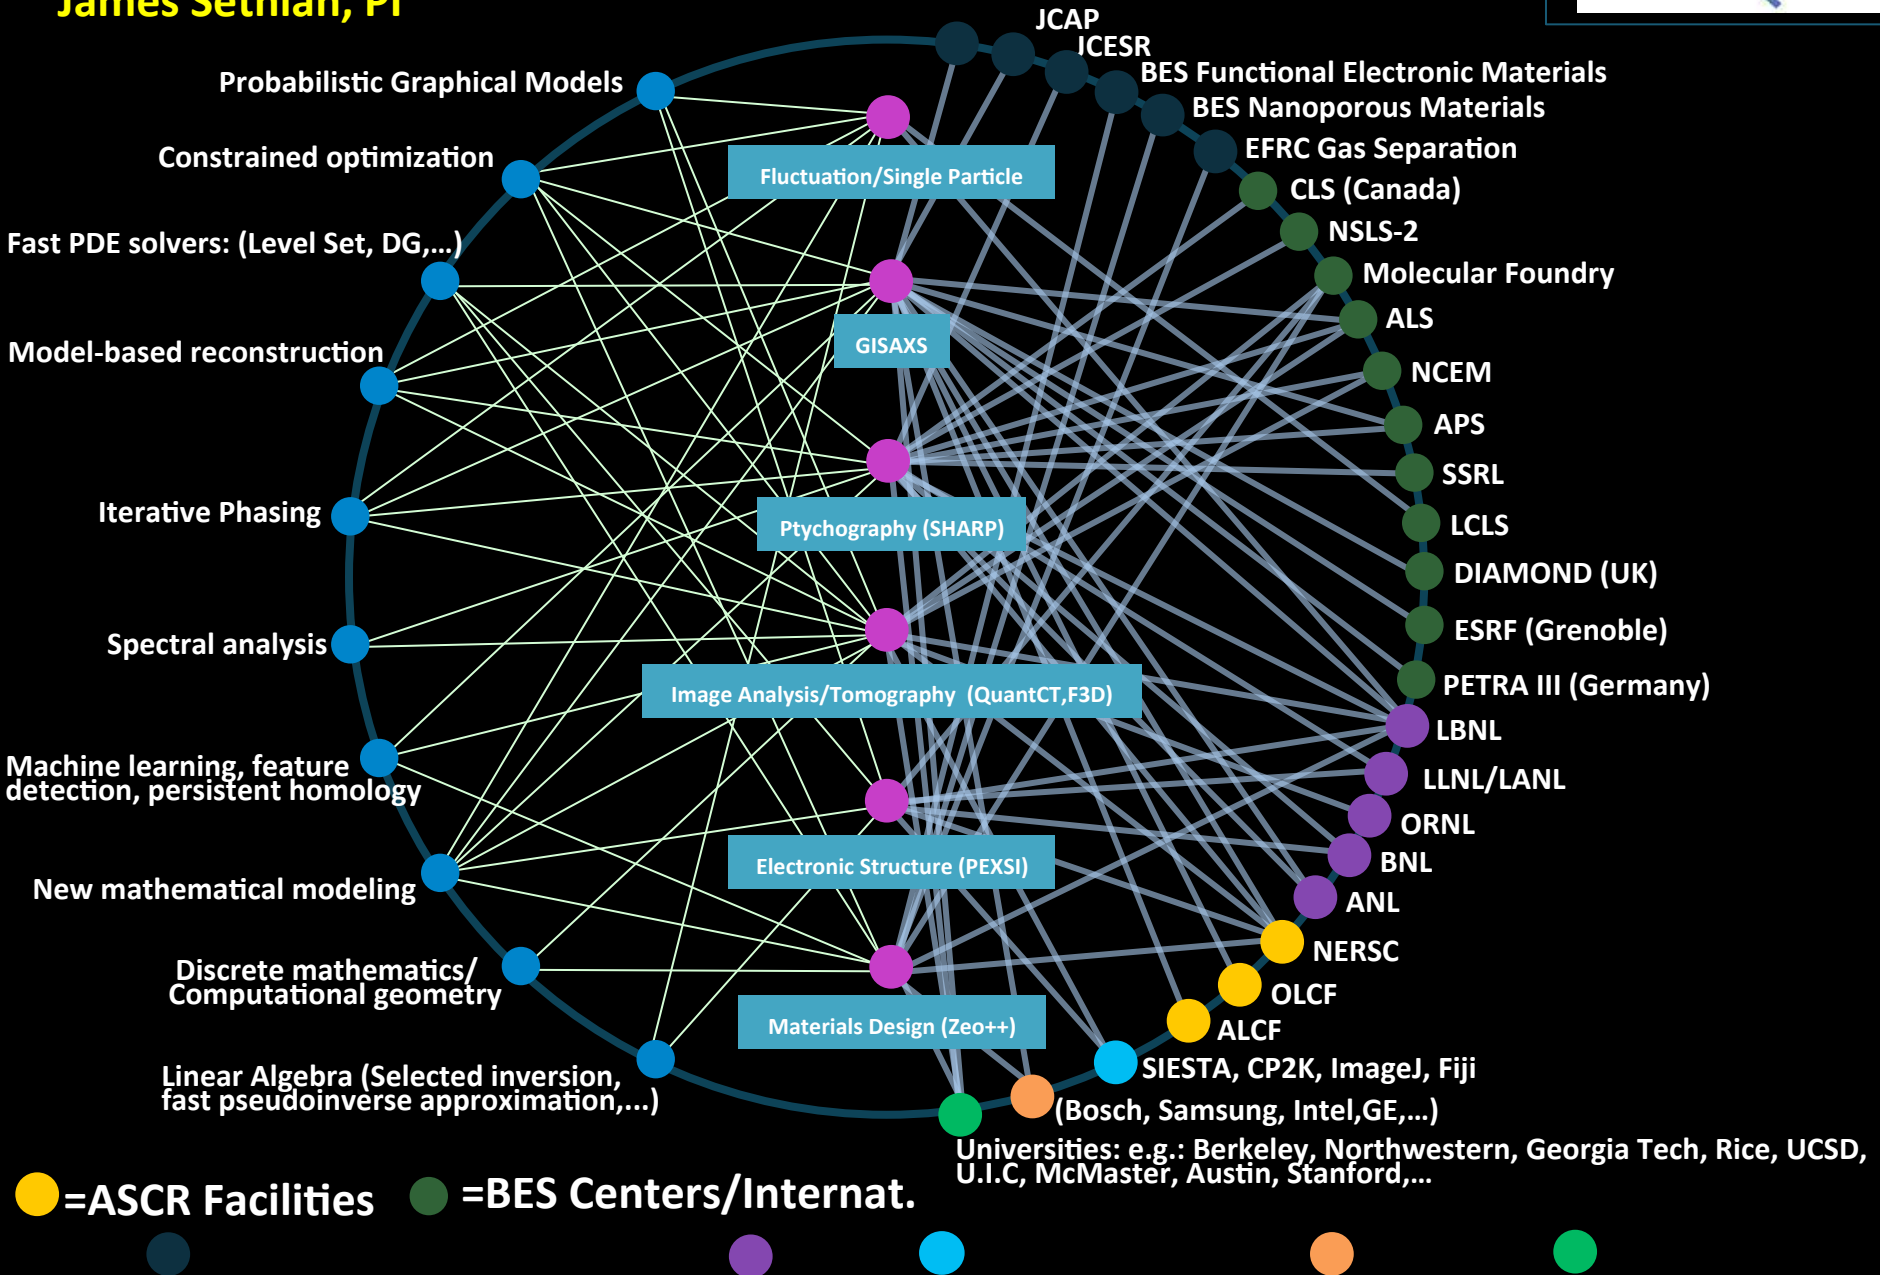 James Sethian, PI
JCAP
JCESR
BES Functional Electronic Materials
BES Nanoporous Materials
EFRC Gas Separation
CLS (Canada)
NSLS-2
Molecular Foundry
ALS
NCEM
APS
SSRL
LCLS
DIAMOND (UK)
ESRF (Grenoble)
PETRA III (Germany)
LBNL
LLNL/LANL
ORNL
BNL
ANL
NERSC
OLCF
ALCF
SIESTA, CP2K, ImageJ, Fiji
(Bosch, Samsung, Intel,GE,...)
Universities: e.g.: Berkeley, Northwestern, Georgia Tech, Rice, UCSD,
U.I.C, McMaster, Austin, Stanford,...
Probabilistic Graphical Models
Constrained optimization
Fast PDE solvers: (Level Set, DG,...)
Model-based reconstruction
Iterative Phasing
Spectral analysis
Machine learning, feature
detection, persistent homology
New mathematical modeling
Discrete mathematics/
Computational geometry
Linear Algebra (Selected inversion,
fast pseudoinverse approximation,...)
Fluctuation/Single Particle
GISAXS
Ptychography (SHARP)
Image Analysis/Tomography (QuantCT,F3D)
Electronic Structure (PEXSI)
Materials Design (Zeo++)
=ASCR Facilities
=BES Centers/Internat.